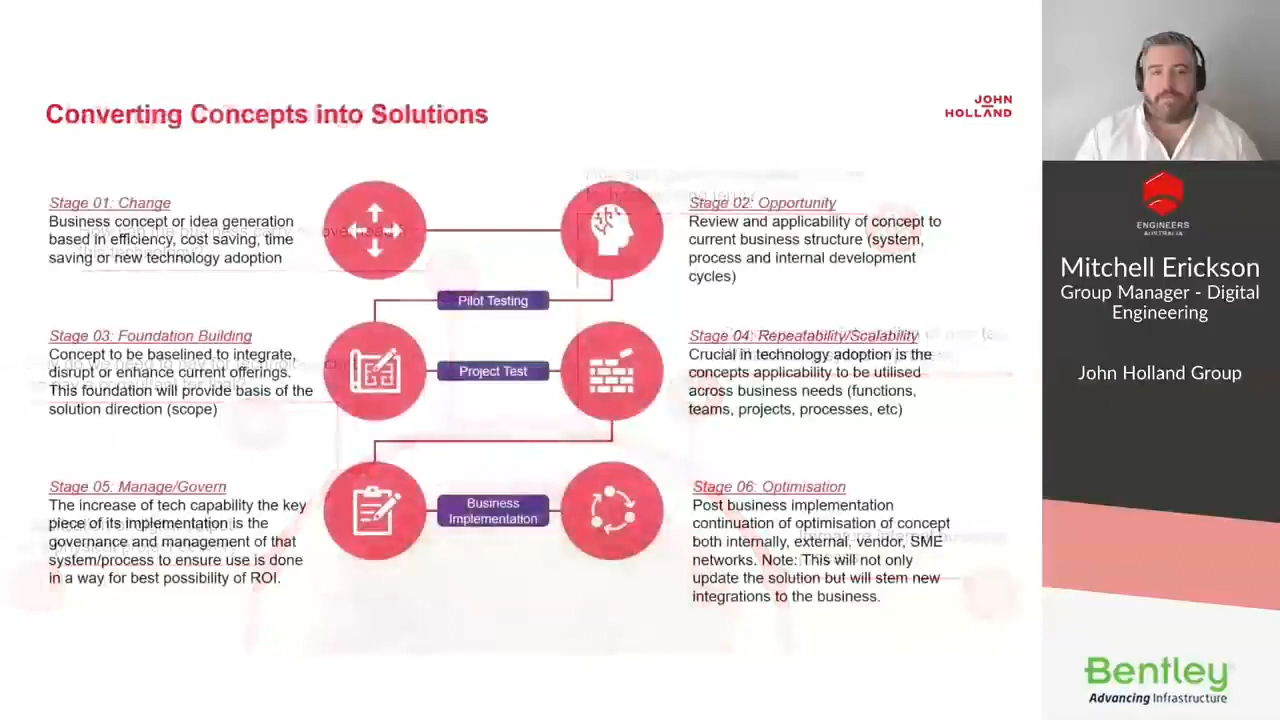 Converting Concepts into Solutions
JOHN
HOLLAND
Stage 01: Change
Business concept or idea generation
based in efficiency, cost saving, time
saving or new technology adoption
Stage 02: Opportunity
Review and applicability of concept to
current business structure (system,
process and internal development
cycles)
Pilot Testing
Stage 03: Foundation Building
Concept to be baselined to integrate,
disrupt or enhance current offerings.
This foundation will provide basis of the
solution direction (scope)
Project Test
Stage 04: Repeatability/Scalability
Crucial in technology adoption is the
concepts applicability to be utilised
across business needs (functions,
teams, projects, processes, etc)
Stage 05: Manage/Govern
The increase of tech capability the key
piece of its implementation is the
governance and management of that
system/process to ensure use is done
in a way for best possibility of ROI.
Business
Implementation
Stage 06: Optimisation
Post business implementation
continuation of optimisation of concept
both internally, external, vendor, SME
networks. Note: This will not only
update the solution but will stem new
integrations to the business.
ENGINEERS
AUSTRALIA
Mitchell Erickson
Group Manager - Digital
Engineering
John Holland Group
Bentley
Advancing Infrastructure